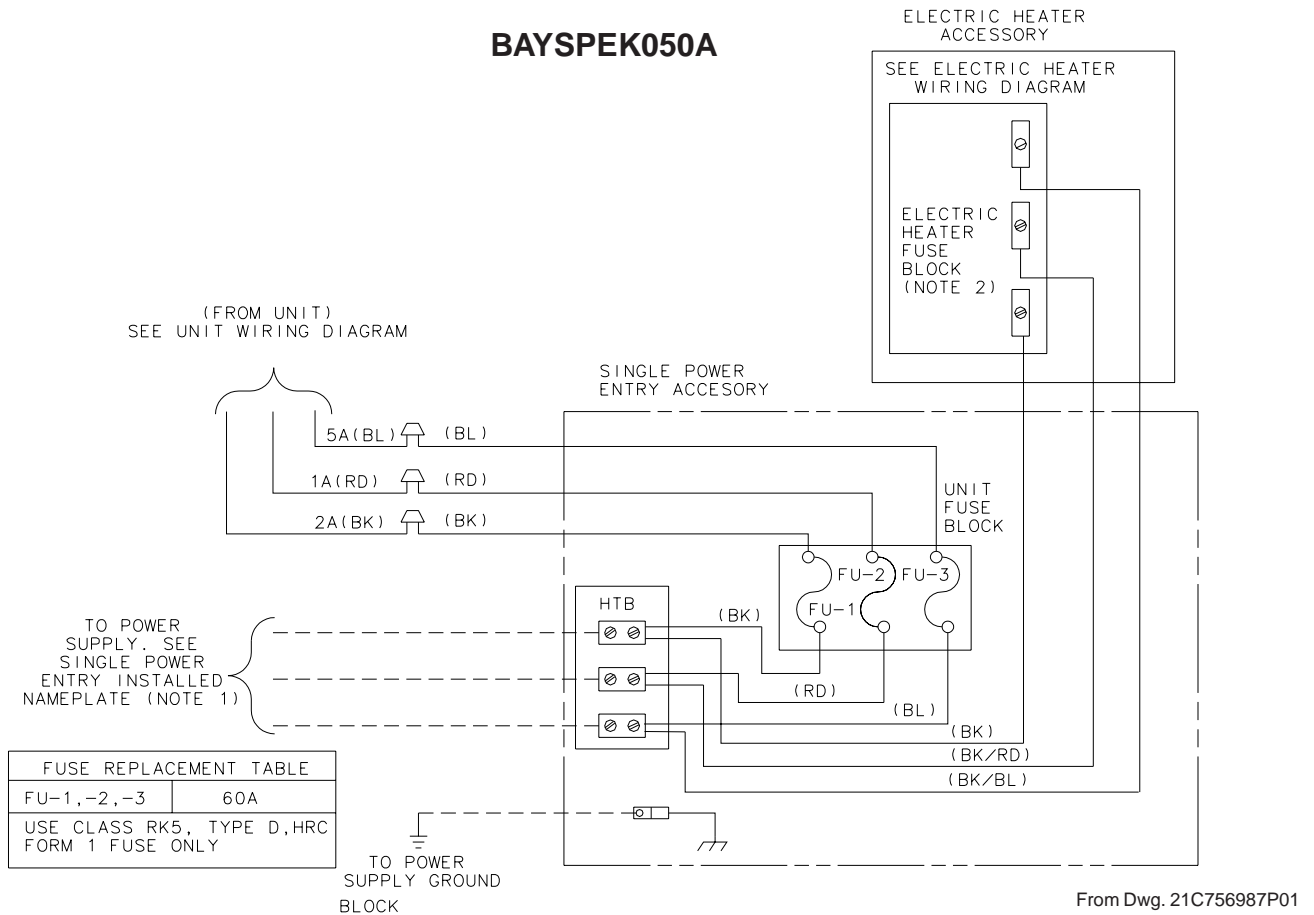 BAYSPEK050A
ELECTRIC HEATER
ACCESSORY
SEE ELECTRIC HEATER
WIRING DIAGRAM
ELECTRIC
HEATER
FUSE
BLOCK
(NOTE 2)
(FROM UNIT)
SEE UNIT WIRING DIAGRAM
SINGLE POWER
ENTRY ACCESORY
5A(BL)
(BL)
1A(RD)
(RD)
2A(BK)
(BK)
UNIT
FUSE
BLOCK
FU-2
FU-3
FU-1
HTB
(BK)
(RD)
(BL)
(BK)
(BK/RD)
(BK/BL)
TO POWER
SUPPLY. SEE
SINGLE POWER
ENTRY INSTALLED
NAMEPLATE (NOTE 1)
FUSE REPLACEMENT TABLE
FU-1,-2,-3
60A
USE CLASS RK5, TYPE D,HRC
FORM 1 FUSE ONLY
TO POWER
SUPPLY GROUND
BLOCK
From Dwg. 21C756987P01